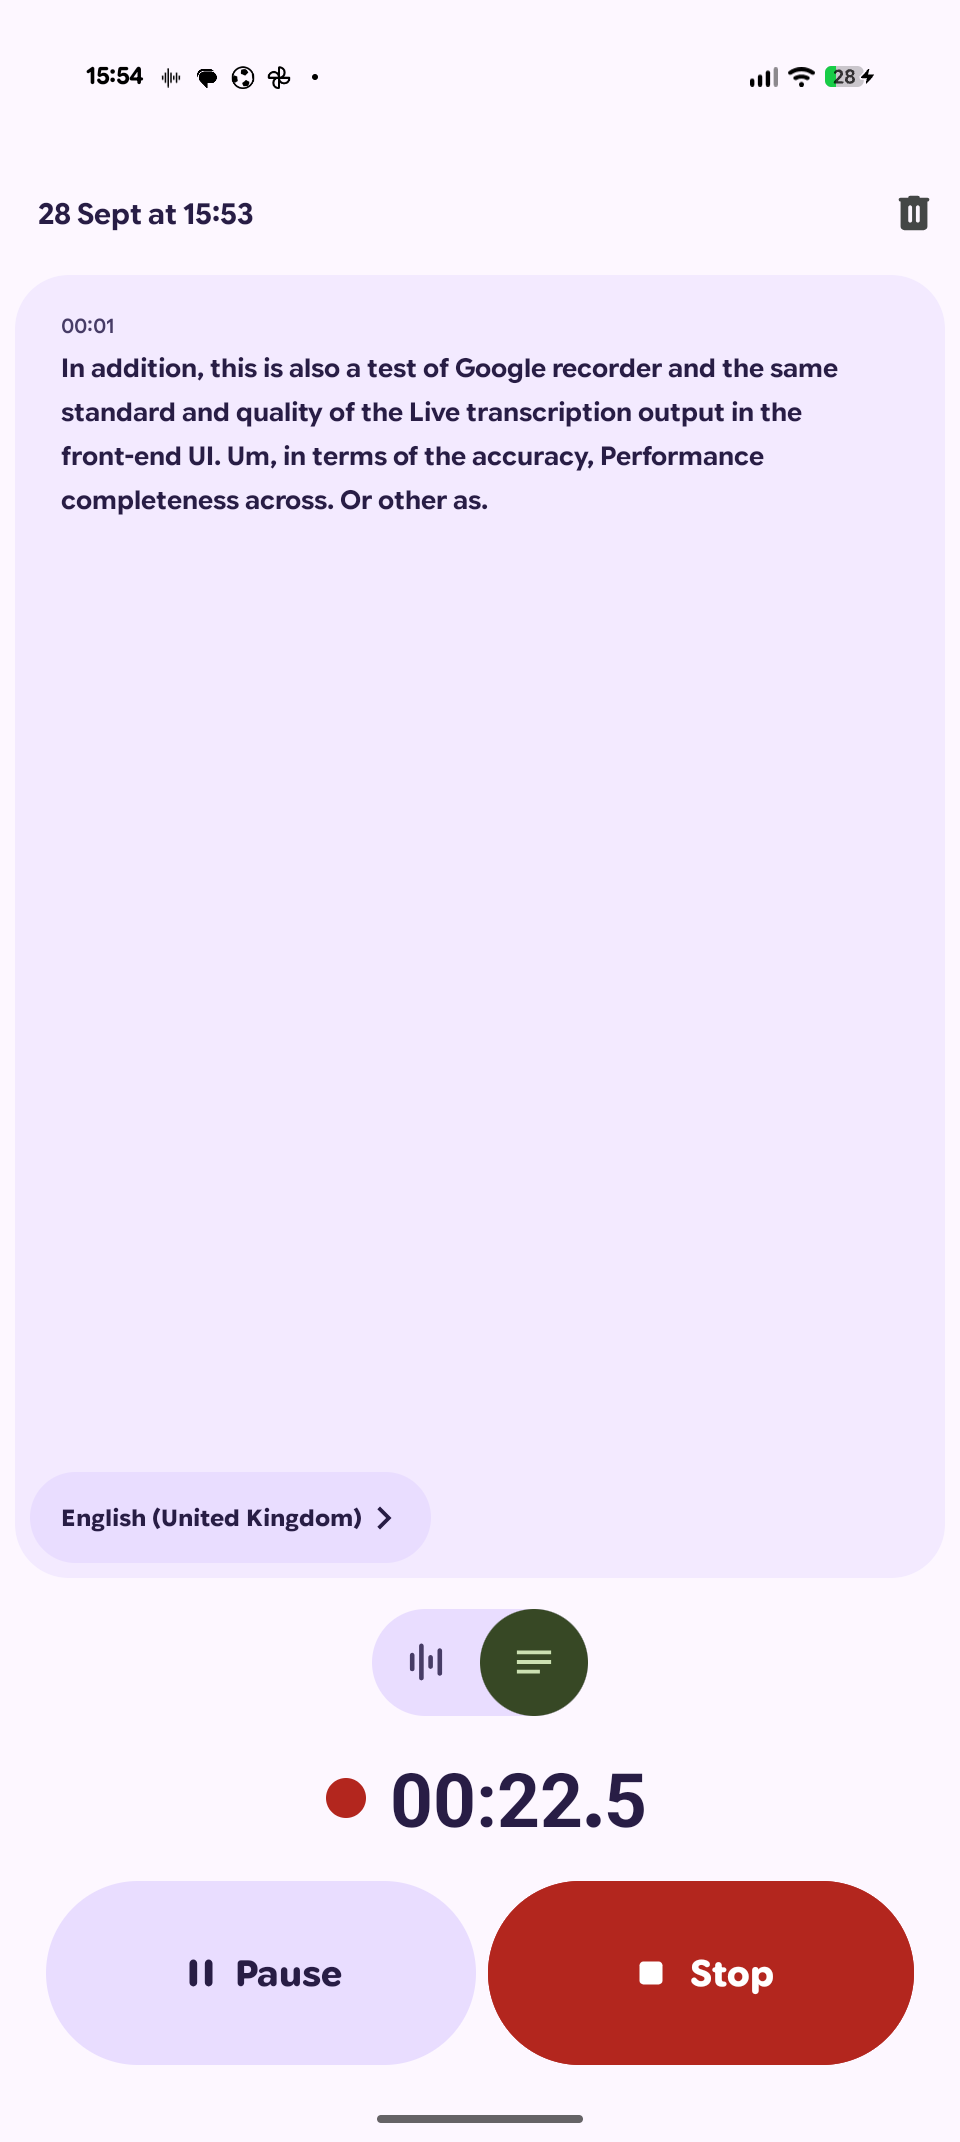 15:54
28
28 Sept at 15:53
00:01
In addition, this is also a test of Google recorder and the same
standard and quality of the Live transcription output in the
front-end UI. Um, in terms of the accuracy, Performance
completeness across. Or other as.
English (United Kingdom)
00:22.5
Pause
Stop